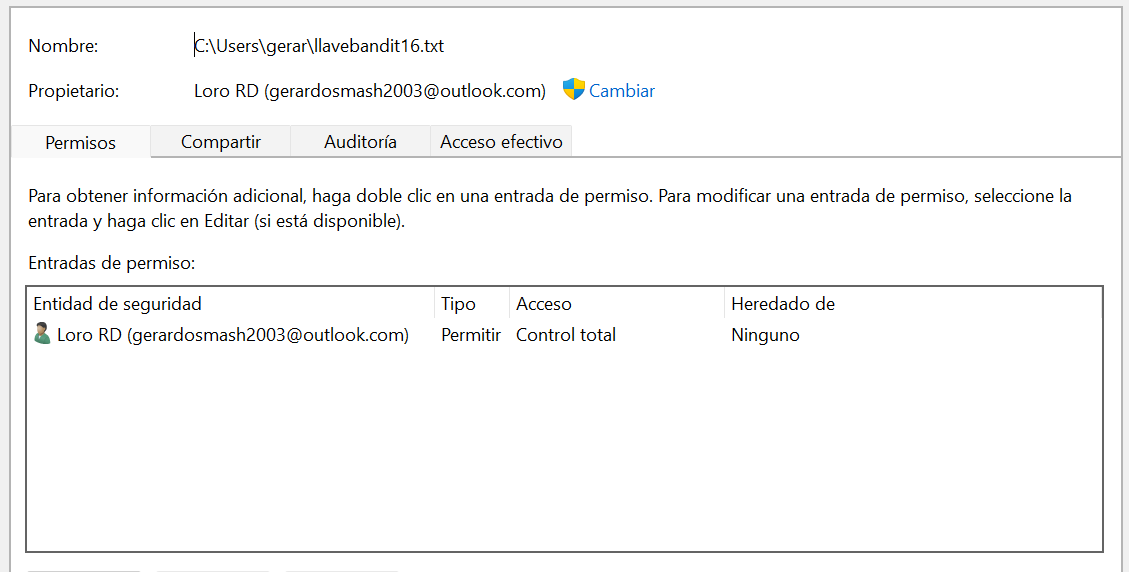 Nombre: C:\Users\gerar\llavebandit16.txt
Propietario: Loro RD (gerardosmash2003@outlook.com) Cambiar
Permisos Compartir Auditoría Acceso efectivo
Para obtener información adicional, haga doble clic en una entrada de permiso. Para modificar una entrada de permiso, seleccione la
entrada y haga clic en Editar (si está disponible).
Entradas de permiso:
Entidad de seguridad Tipo Acceso Heredado de
Loro RD (gerardosmash2003@outlook.com) Permitir Control total Ninguno